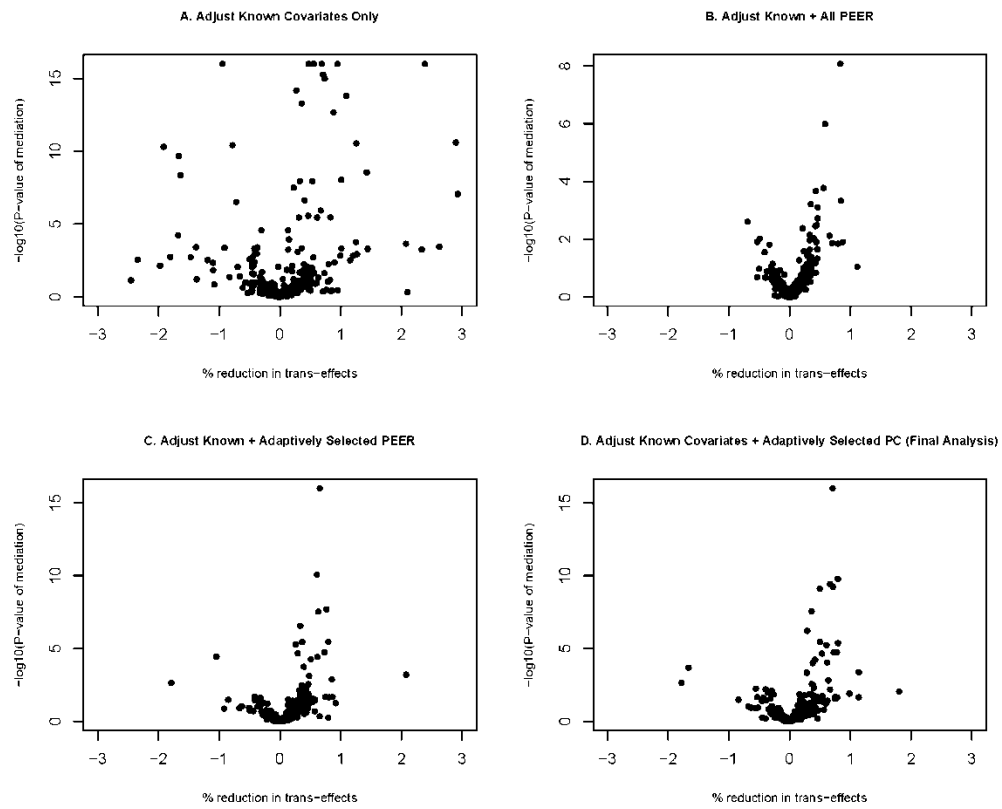 A. Adjust Known Covariates Only
−log10(P−value of mediation)
15
10
5
0
−3 −2 −1 0 1 2 3
% reduction in trans−effects
B. Adjust Known + All PEER
−log10(P−value of mediation)
8
6
4
2
0
−3 −2 −1 0 1 2 3
% reduction in trans−effects
C. Adjust Known + Adaptively Selected PEER
−log10(P−value of mediation)
15
10
5
0
−3 −2 −1 0 1 2 3
% reduction in trans−effects
D. Adjust Known Covariates + Adaptively Selected PC (Final Analysis)
−log10(P−value of mediation)
15
10
5
0
−3 −2 −1 0 1 2 3
% reduction in trans−effects